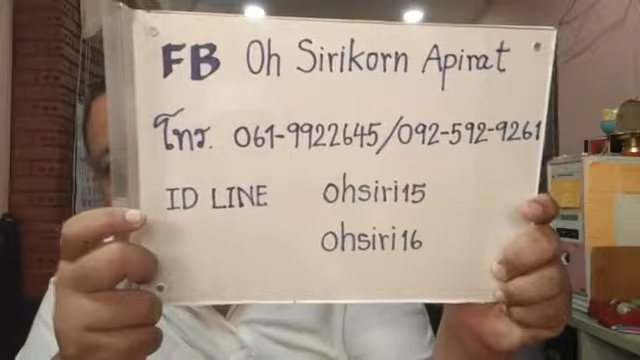 FB Oh Sirikorn Apirat
โทร. 061-9922645/092-592-9261
ID LINE ohsiri15
ohsiri16